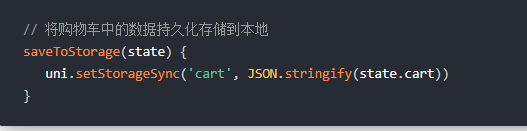 // 将购物车中的数据持久化存储到本地
saveToStorage(state) {
uni.setStorageSync('cart', JSON.stringify(state.cart))
}